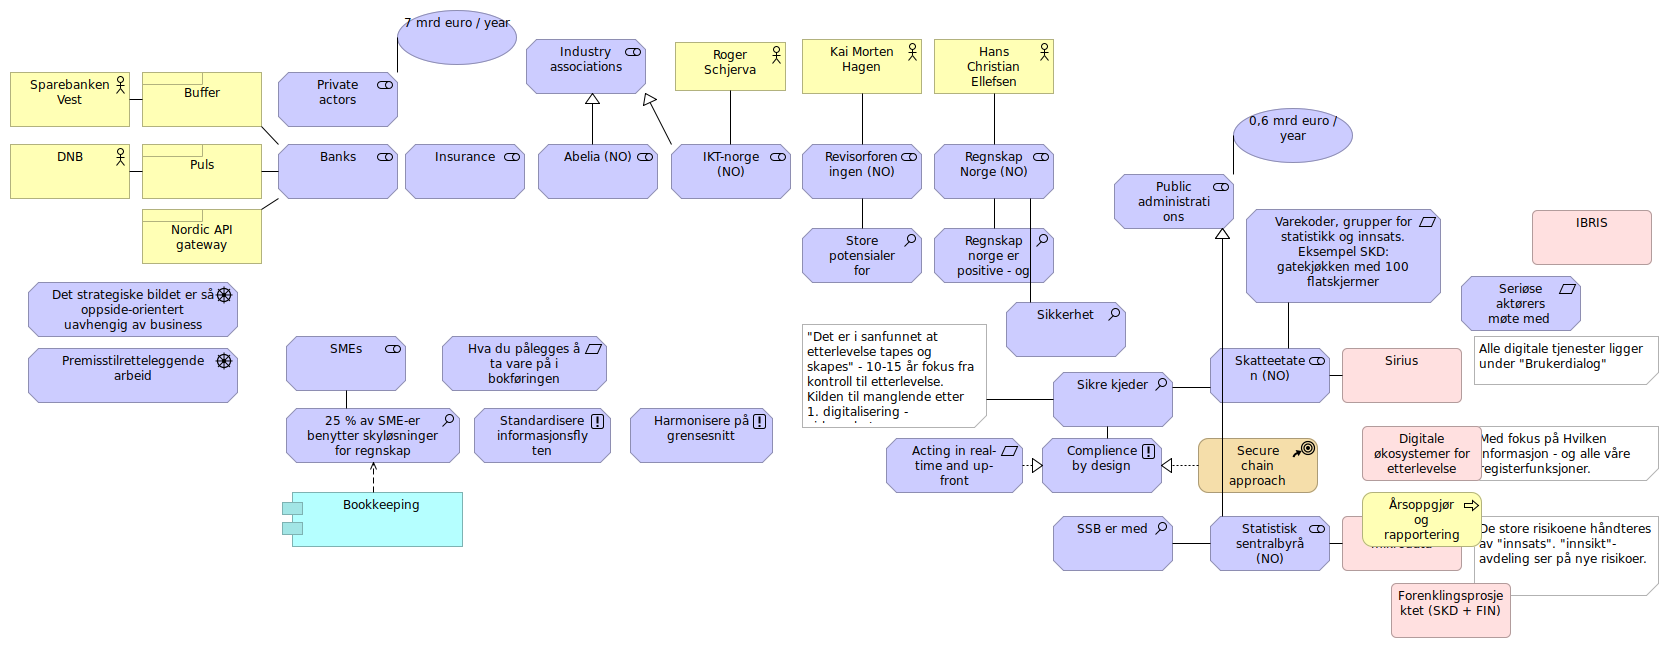 7 mrd euro / year
Industry
associations
Roger
Schjerva
Kai Morten
Hagen
Hans
Christian
Ellefsen
Sparebanken
Vest
Buffer
Private
actors
0,6 mrd euro /
year
DNB
Puls
Banks
Insurance
Abelia (NO)
IKT-norge
(NO)
Revisorforen
ingen (NO)
Regnskap
Norge (NO)
Public
administrati
ons
Nordic API
gateway
Store
potensialer
for
Regnskap
norge er
positive - og
Varekoder, grupper for
statistikk og innsats.
Eksempel SKD:
gatekjøkken med 100
flatskjermer
IBRIS
Det strategiske bildet er så
oppside-orientert
uavhengig av business
Sikkerhet
Seriøse
aktørers
møte med
Premisstilretteleggende
arbeid
SMEs
Hva du pålegges å
ta vare på i
bokføringen
"Det er i sanfunnet at
etterlevelse tapes og
skapes" - 10-15 år fokus fra
kontroll til etterlevelse.
Kilden til manglende etter
1. digitalisering -
Sikre kjeder
Skatteetate
n (NO)
Sirius
Alle digitale tjenester ligger
under "Brukerdialog"
25 % av SME-er
benytter skyløsninger
for regnskap
Standardisere
informasjonsfly
ten
Harmonisere på
grensesnitt
Acting in real-
time and up-
front
Complience
by design
Secure
chain
approach
Digitale
økosystemer for
etterlevelse
Med fokus på Hvilken
informasjon - og alle våre
registerfunksjoner.
Bookkeeping
SSB er med
Statistisk
sentralbyrå
(NO)
Årsoppgjør
og
rapportering
De store risikoene håndteres
av "innsats". "innsikt"-
avdeling ser på nye risikoer.
Forenklingsprosje
ktet (SKD + FIN)